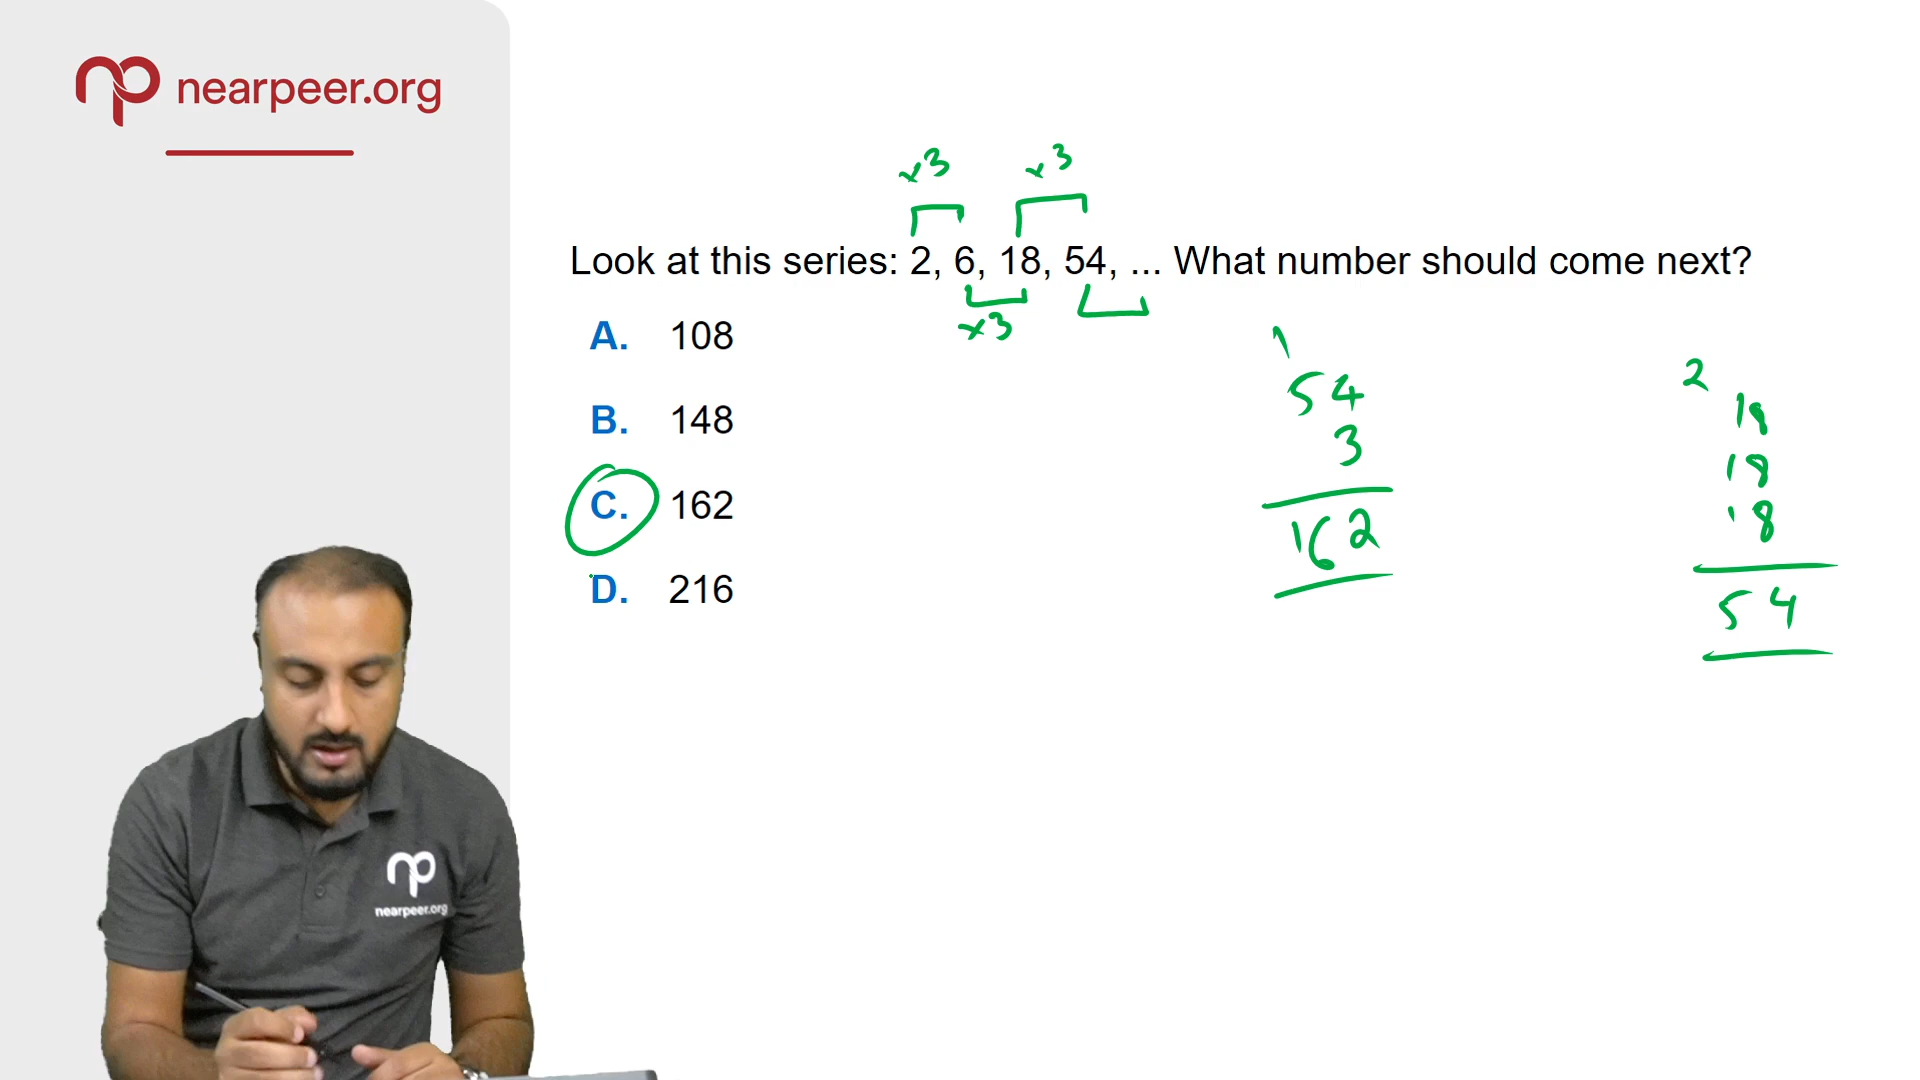 nearpeer.org
×3 ×3
Look at this series: 2, 6, 18, 54, ... What number should come next?
×3
A. 108
B. 148
C. 162
D. 216
1
54
3
162
2
18
18
18
54
nearpeer.org